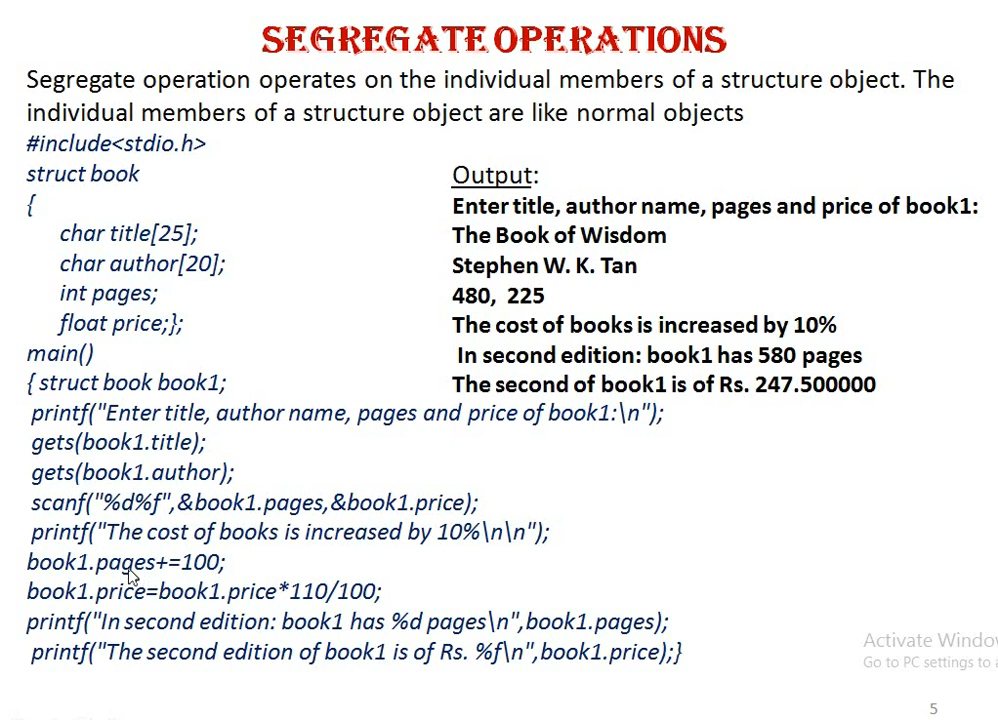 SEGREGATE OPERATIONS
Segregate operation operates on the individual members of a structure object. The
individual members of a structure object are like normal objects
#include<stdio.h>
struct book
{
char title[25];
char author[20];
int pages;
float price;};
main()
{ struct book book1;
printf("Enter title, author name, pages and price of book1:\n");
gets(book1.title);
gets(book1.author);
scanf("%d%f",&book1.pages,&book1.price);
printf("The cost of books is increased by 10%\n\n");
book1.pages+=100;
book1.price=book1.price*110/100;
printf("In second edition: book1 has %d pages\n",book1.pages);
printf("The second edition of book1 is of Rs. %f\n",book1.price);}
Output:
Enter title, author name, pages and price of book1:
The Book of Wisdom
Stephen W. K. Tan
480, 225
The cost of books is increased by 10%
In second edition: book1 has 580 pages
The second of book1 is of Rs. 247.500000
Activate Windo
Go to PC settings to a
5